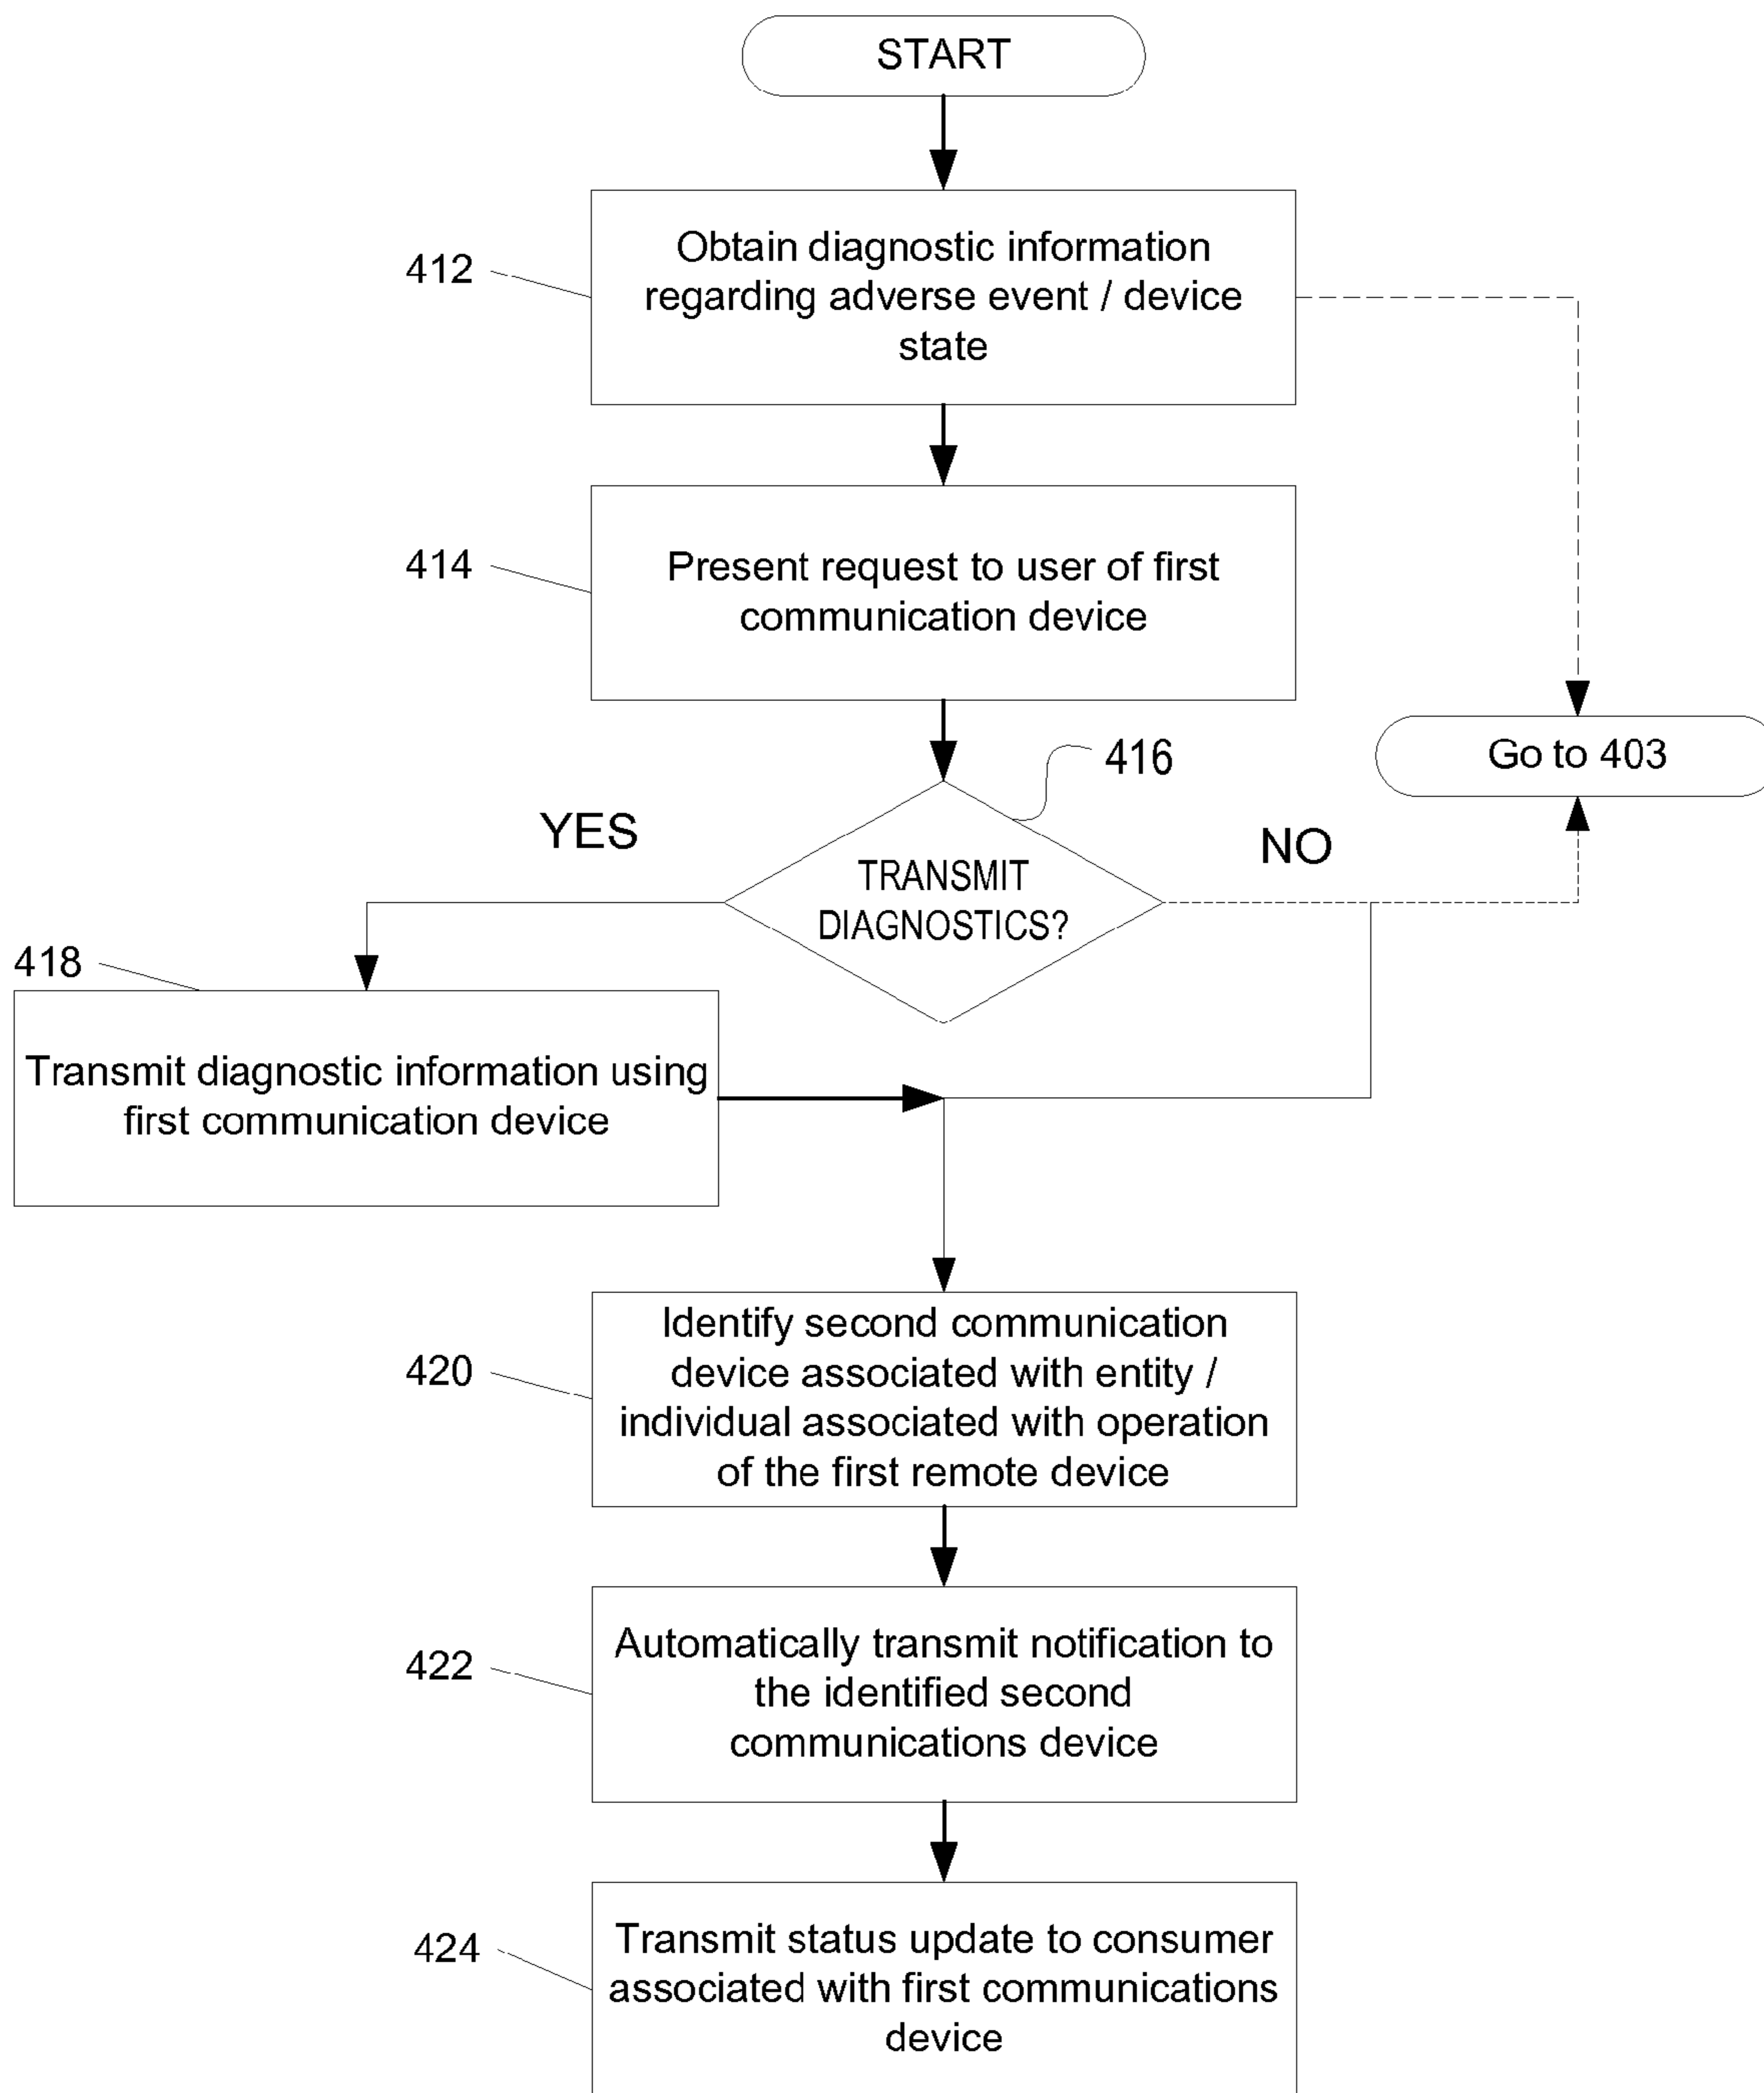 START
412
Obtain diagnostic information
regarding adverse event / device
state
414
Present request to user of first
communication device
416
Go to 403
YES
NO
TRANSMIT
DIAGNOSTICS?
418
Transmit diagnostic information using
first communication device
420
Identify second communication
device associated with entity /
individual associated with operation
of the first remote device
422
Automatically transmit notification to
the identified second
communications device
424
Transmit status update to consumer
associated with first communications
device